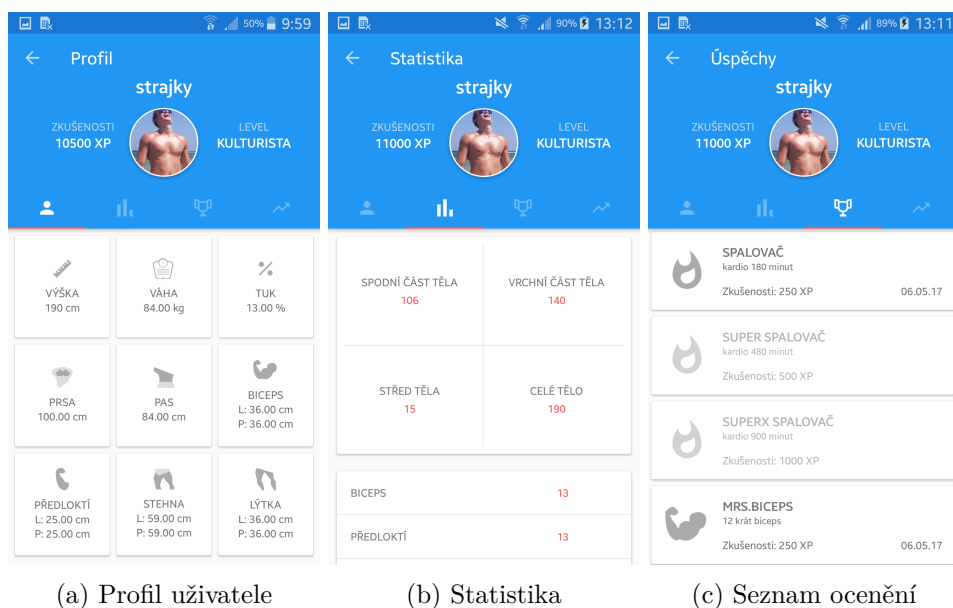 50% 9:59
Profil
strajky
ZKUŠENOSTI
10500 XP
LEVEL
KULTURISTA
VÝŠKA
190 cm
VÁHA
84.00 kg
TUK
13.00 %
PRSA
100.00 cm
PAS
84.00 cm
BICEPS
L: 36.00 cm
P: 36.00 cm
PŘEDLOKTÍ
L: 25.00 cm
P: 25.00 cm
STEHNA
L: 59.00 cm
P: 59.00 cm
LÝTKA
L: 36.00 cm
P: 36.00 cm
(a) Profil uživatele
90% 13:12
Statistika
strajky
ZKUŠENOSTI
11000 XP
LEVEL
KULTURISTA
SPODNÍ ČÁST TĚLA
106
VRCHNÍ ČÁST TĚLA
140
STŘED TĚLA
15
CELÉ TĚLO
190
BICEPS 13
PŘEDLOKTÍ 13
(b) Statistika
89% 13:11
Úspěchy
strajky
ZKUŠENOSTI
11000 XP
LEVEL
KULTURISTA
SPALOVAČ
kardio 180 minut
Zkušenosti: 250 XP 06.05.17
SUPER SPALOVAČ
kardio 480 minut
Zkušenosti: 500 XP
SUPERX SPALOVAČ
kardio 900 minut
Zkušenosti: 1000 XP
MRS.BICEPS
12 krát biceps
Zkušenosti: 250 XP 06.05.17
(c) Seznam ocenění